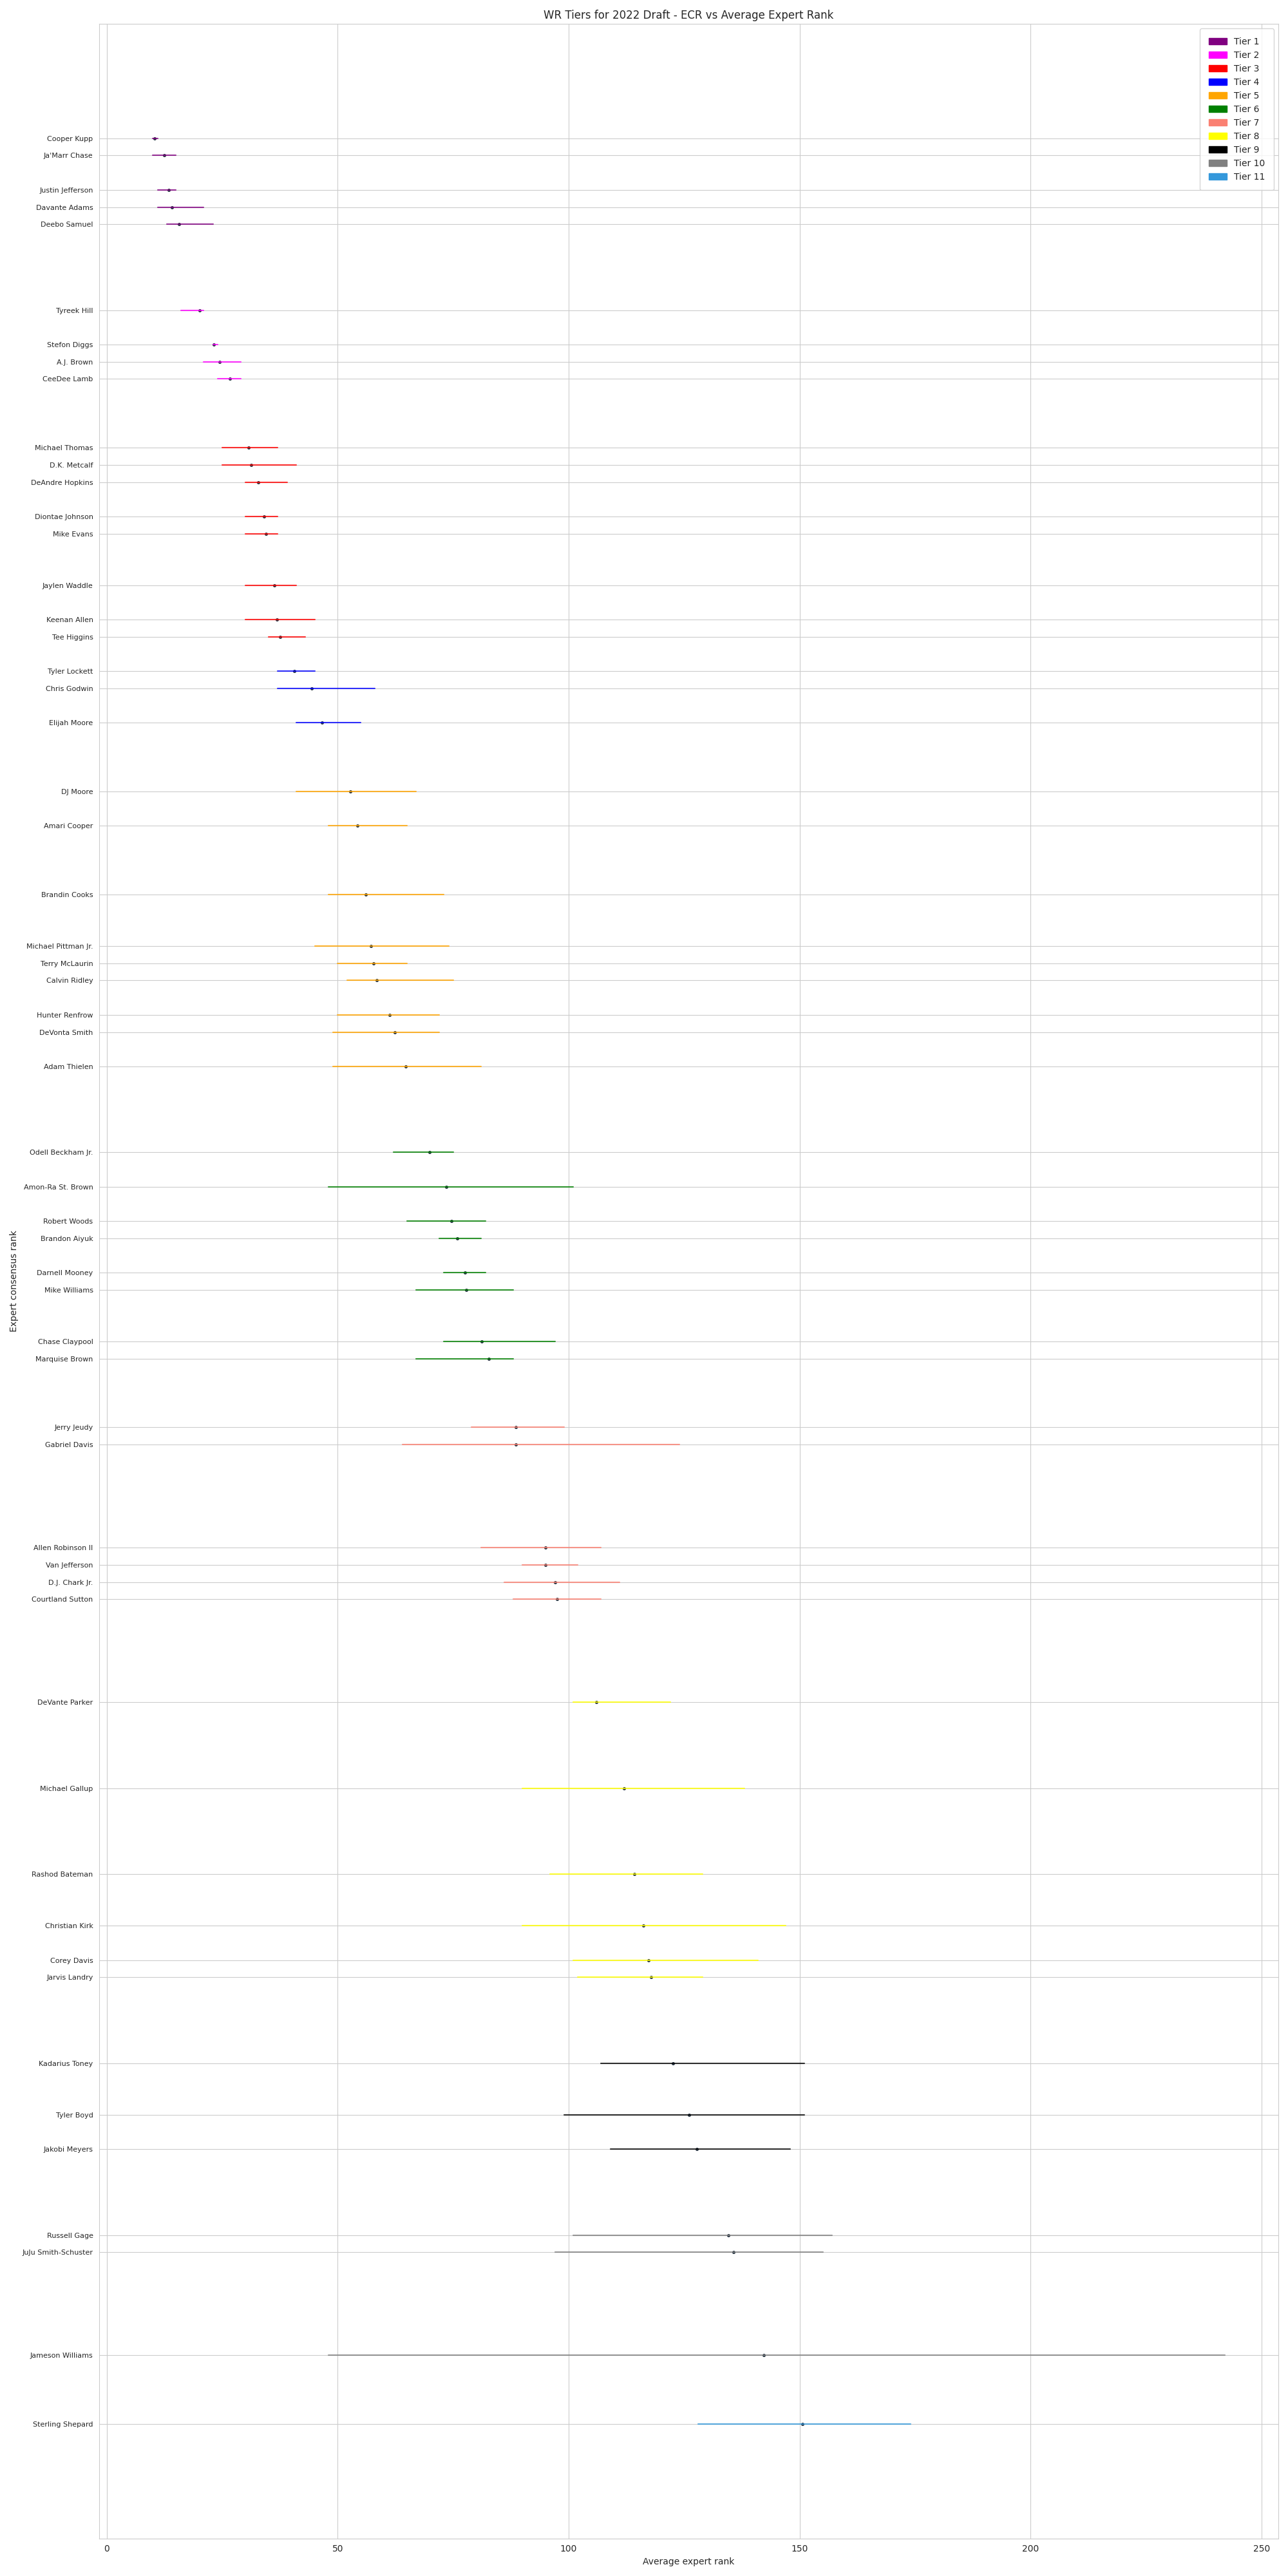 WR Tiers for 2022 Draft - ECR vs Average Expert Rank
Tier 1
Tier 2
Tier 3
Tier 4
Tier 5
Tier 6
Tier 7
Tier 8
Tier 9
Tier 10
Tier 11
Expert consensus rank
Cooper Kupp
Ja'Marr Chase
Justin Jefferson
Davante Adams
Deebo Samuel
Tyreek Hill
Stefon Diggs
A.J. Brown
CeeDee Lamb
Michael Thomas
D.K. Metcalf
DeAndre Hopkins
Diontae Johnson
Mike Evans
Jaylen Waddle
Keenan Allen
Tee Higgins
Tyler Lockett
Chris Godwin
Elijah Moore
DJ Moore
Amari Cooper
Brandin Cooks
Michael Pittman Jr.
Terry McLaurin
Calvin Ridley
Hunter Renfrow
DeVonta Smith
Adam Thielen
Odell Beckham Jr.
Amon-Ra St. Brown
Robert Woods
Brandon Aiyuk
Darnell Mooney
Mike Williams
Chase Claypool
Marquise Brown
Jerry Jeudy
Gabriel Davis
Allen Robinson II
Van Jefferson
D.J. Chark Jr.
Courtland Sutton
DeVante Parker
Michael Gallup
Rashod Bateman
Christian Kirk
Corey Davis
Jarvis Landry
Kadarius Toney
Tyler Boyd
Jakobi Meyers
Russell Gage
JuJu Smith-Schuster
Jameson Williams
Sterling Shepard
0 50 100 150 200 250
Average expert rank